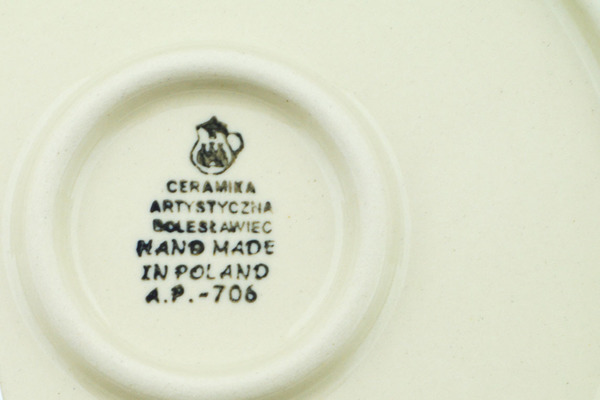 CERAMIKA
ARTYSTYCZNA
BOLESŁAWIEC
HAND MADE
IN POLAND
A.P.-706